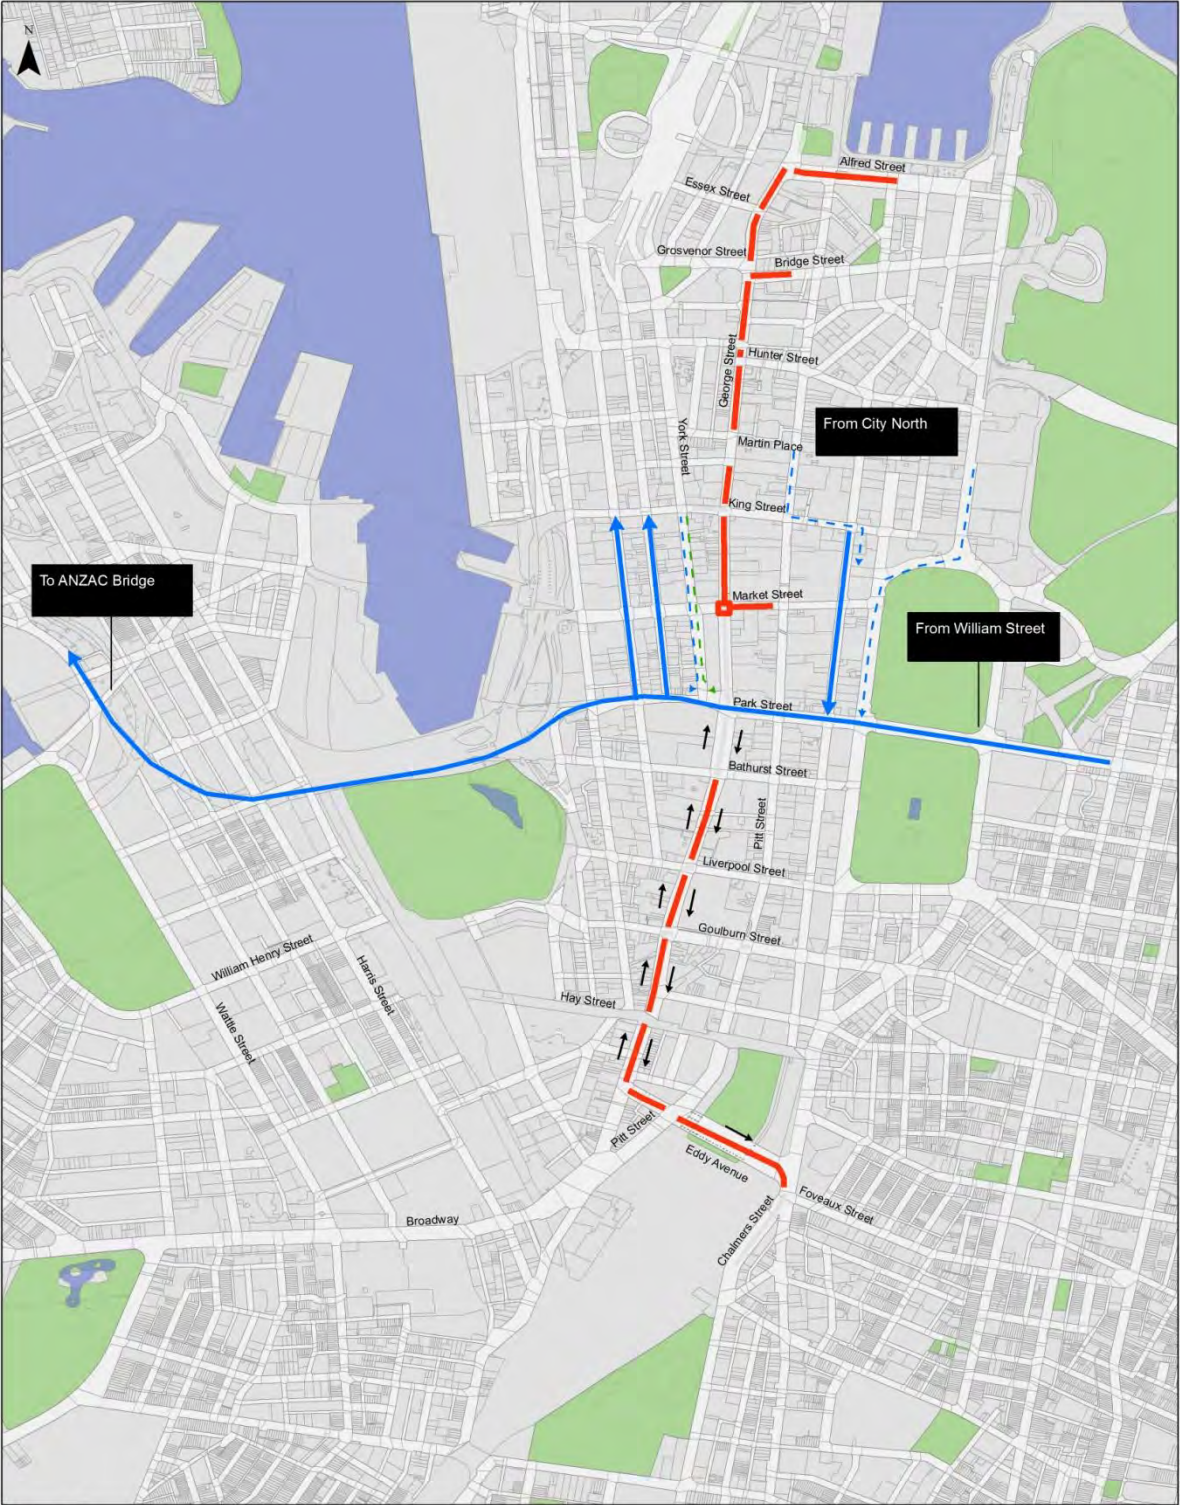 N
Alfred Street
Essex Street
Grosvenor Street
Bridge Street
George Street
Hunter Street
From City North
York Street
Martin Place
King Street
To ANZAC Bridge
Market Street
From William Street
Park Street
Bathurst Street
Pitt Street
Liverpool Street
Goulburn Street
William Henry Street
Harris Street
Hay Street
Wattle Street
Pitt Street
Eddy Avenue
Foveaux Street
Chalmers Street
Broadway